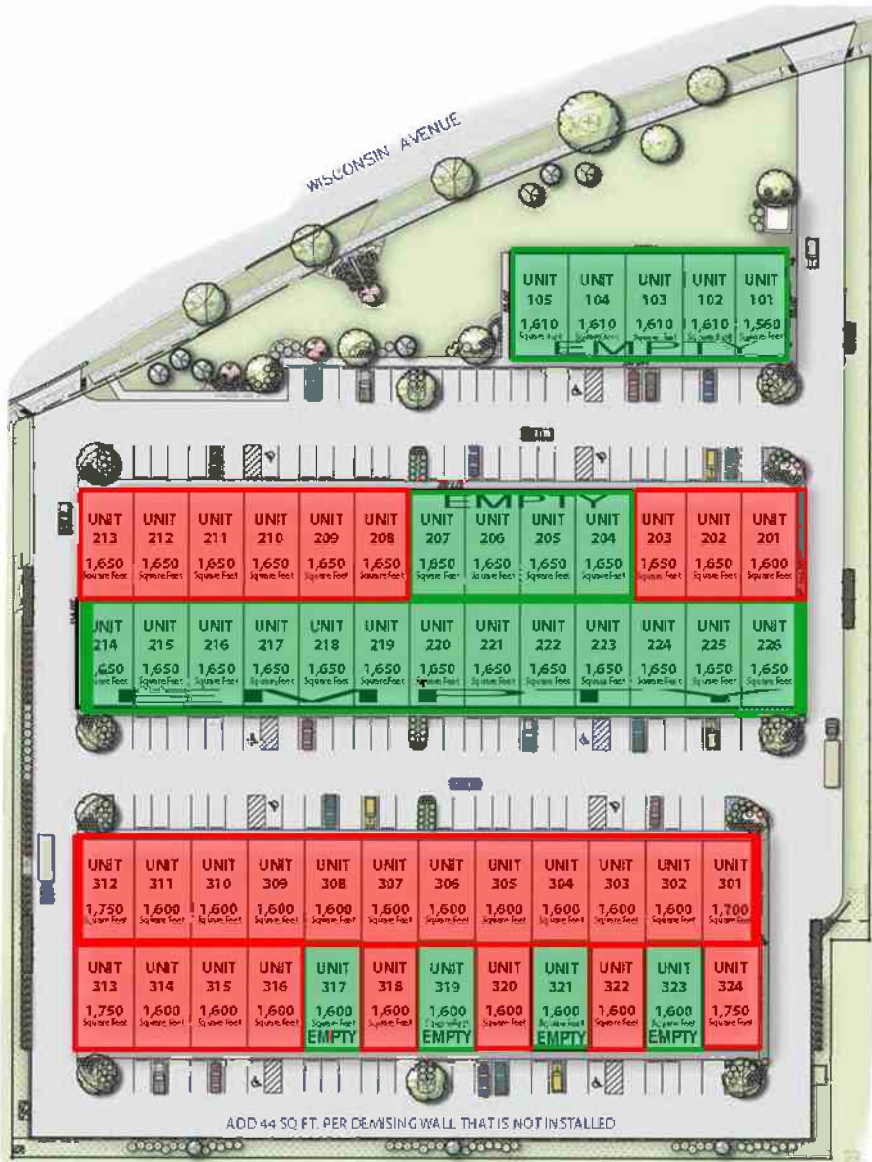 WISCONSIN AVENUE
UNIT UNIT UNIT UNIT UNIT
105 104 103 102 101
1,610 1,610 1,610 1,610 1,560
Square Feet Square Feet Square Feet Square Feet Square Feet
EMPTY
EMPTY
UNIT UNIT UNIT UNIT UNIT UNIT UNIT UNIT UNIT UNIT UNIT UNIT UNIT
213 212 211 210 209 208 207 206 205 204 203 202 201
1,650 1,650 1,650 1,650 1,650 1,650 1,650 1,650 1,650 1,650 1,650 1,650 1,600
Square Feet Square Feet Square Feet Square Feet Square Feet Square Feet Square Feet Square Feet Square Feet Square Feet Square Feet Square Feet Square Feet
UNIT UNIT UNIT UNIT UNIT UNIT UNIT UNIT UNIT UNIT UNIT UNIT UNIT
214 215 216 217 218 219 220 221 222 223 224 225 226
1,650 1,650 1,650 1,650 1,650 1,650 1,650 1,650 1,650 1,650 1,650 1,650 1,650
Square Feet Square Feet Square Feet Square Feet Square Feet Square Feet Square Feet Square Feet Square Feet Square Feet Square Feet Square Feet Square Feet
UNIT UNIT UNIT UNIT UNIT UNIT UNIT UNIT UNIT UNIT UNIT UNIT
312 311 310 309 308 307 306 305 304 303 302 301
1,750 1,600 1,600 1,600 1,600 1,600 1,600 1,600 1,600 1,600 1,600 1,700
Square Feet Square Feet Square Feet Square Feet Square Feet Square Feet Square Feet Square Feet Square Feet Square Feet Square Feet Square Feet
UNIT UNIT UNIT UNIT UNIT UNIT UNIT UNIT UNIT UNIT UNIT UNIT
313 314 315 316 317 318 319 320 321 322 323 324
1,750 1,600 1,600 1,600 1,600 1,600 1,600 1,600 1,600 1,600 1,600 1,750
Square Feet Square Feet Square Feet Square Feet Square Feet Square Feet Square Feet Square Feet Square Feet Square Feet Square Feet Square Feet
EMPTY EMPTY EMPTY EMPTY
ADD 44 SQ FT. PER DEMISING WALL THAT IS NOT INSTALLED